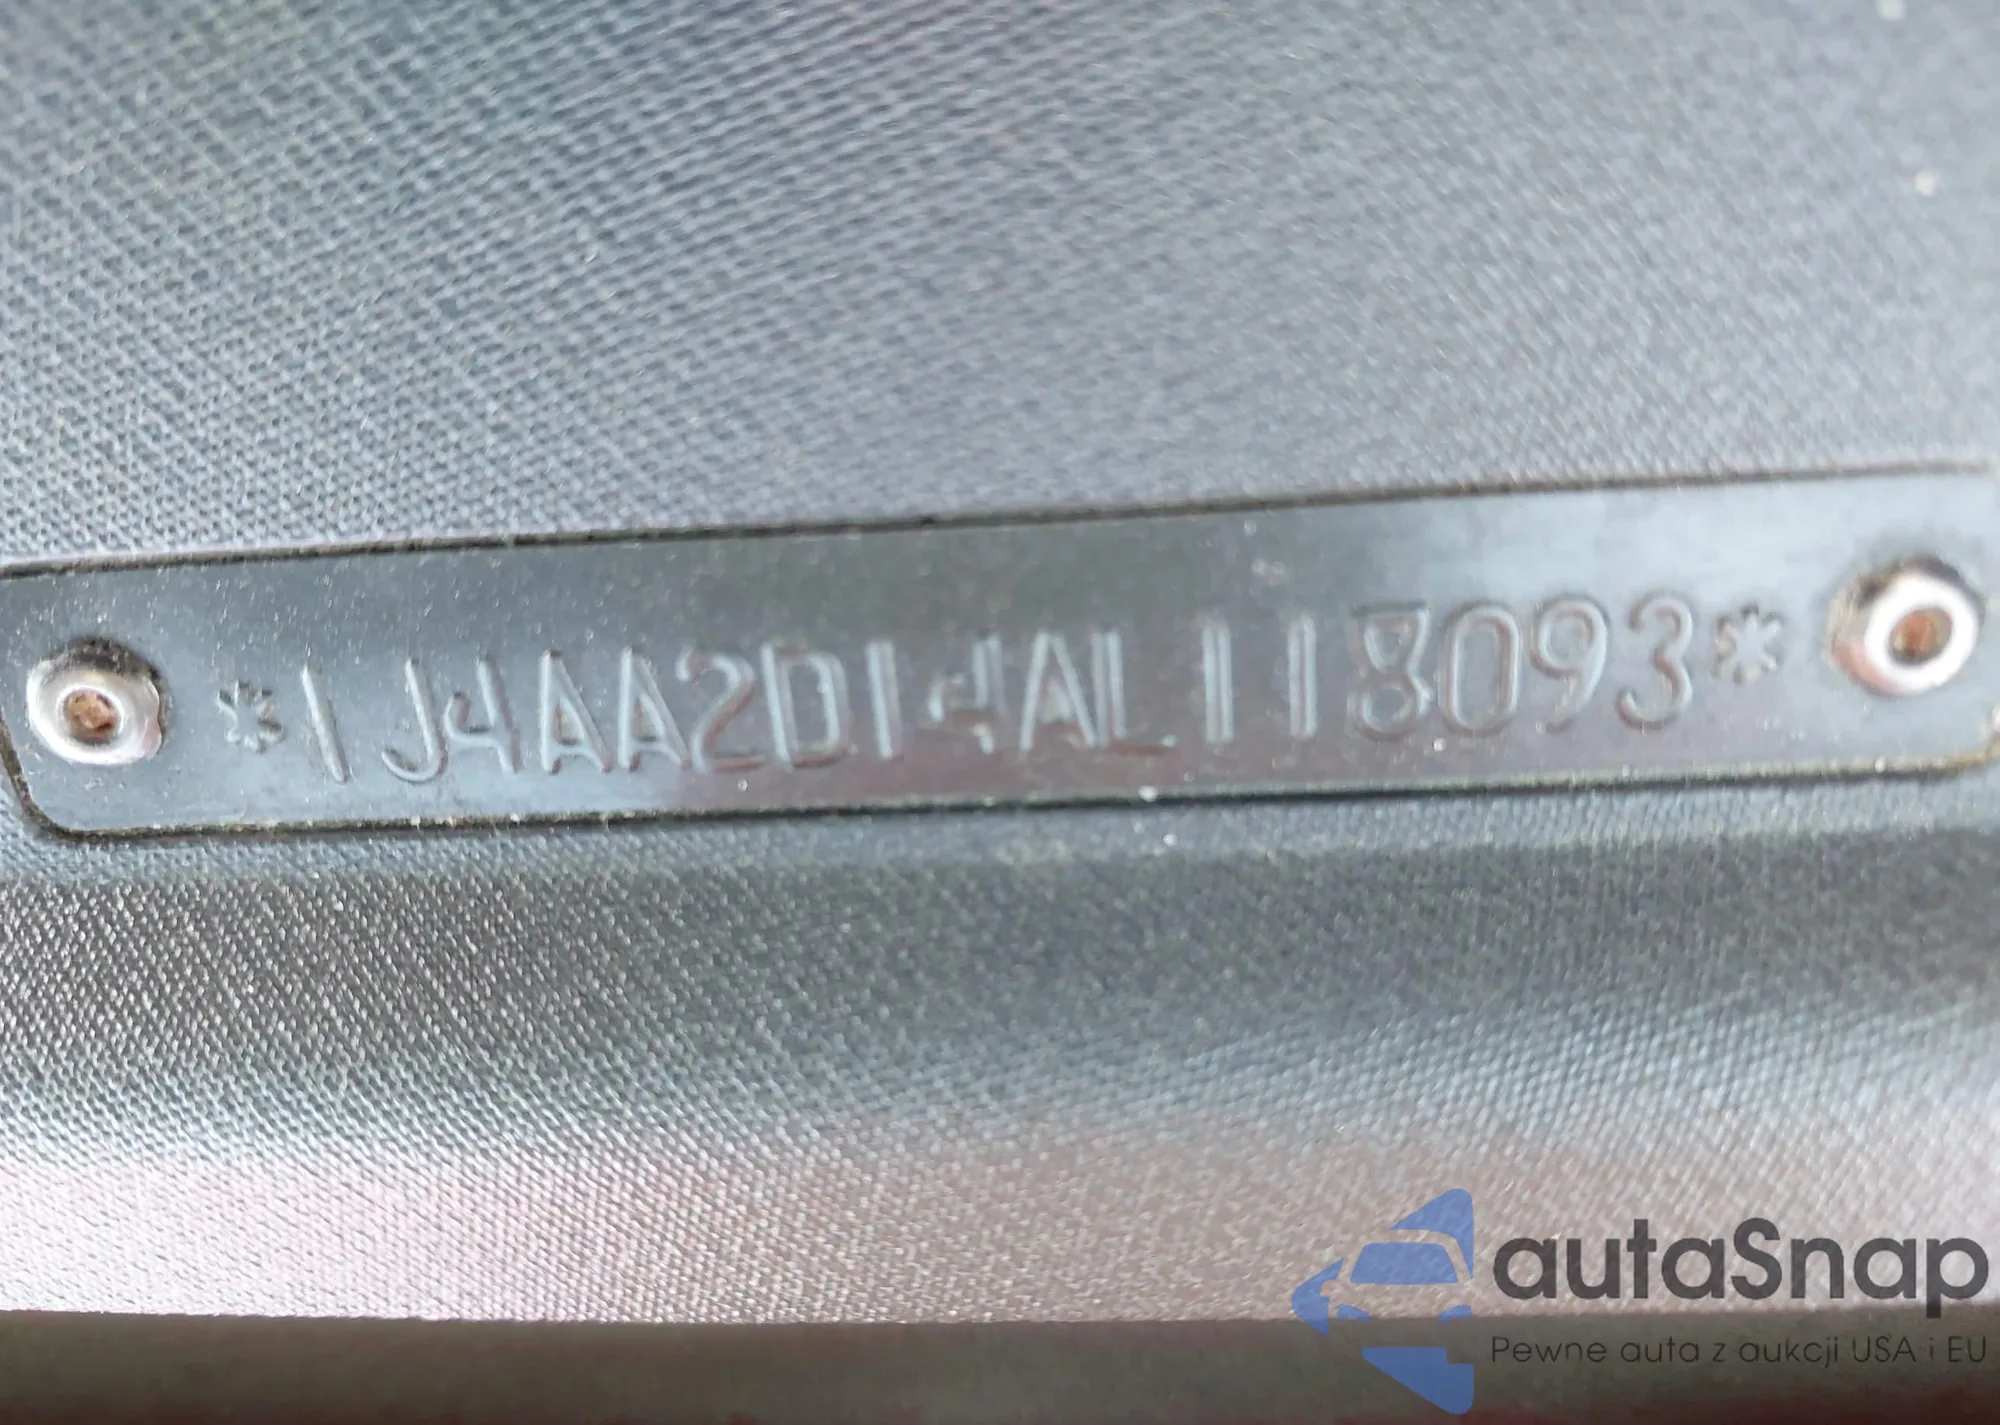 *1J4AA2D14AL118093*
autaSnap
Pewne auta z aukcji USA i EU